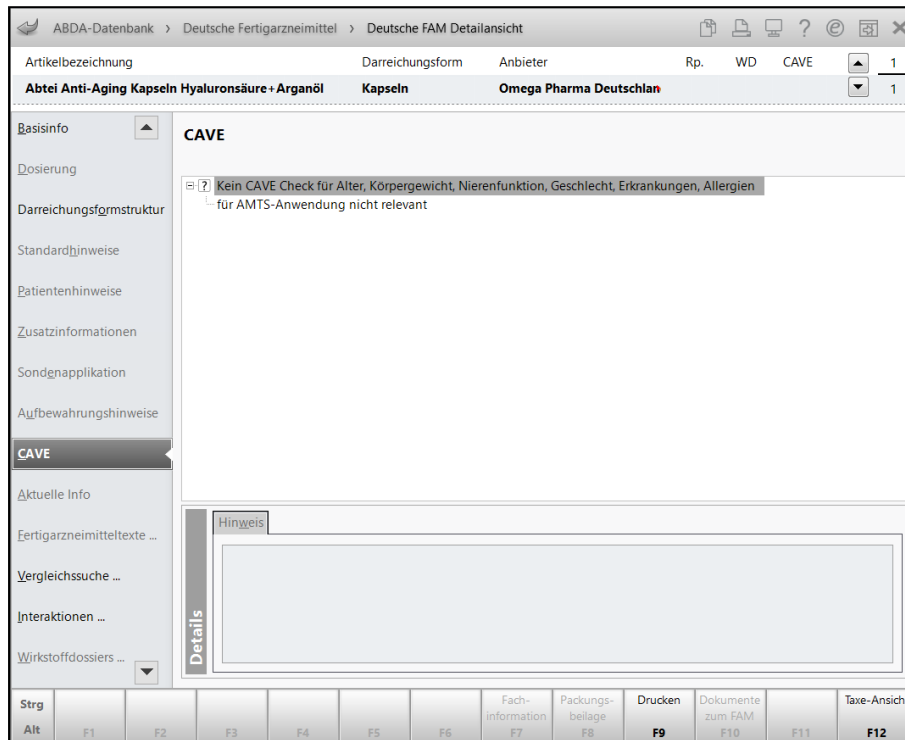 ABDA-Datenbank › Deutsche Fertigarzneimittel › Deutsche FAM Detailansicht
Artikelbezeichnung Darreichungsform Anbieter Rp. WD CAVE 1
Abtei Anti-Aging Kapseln Hyaluronsäure+Arganöl Kapseln Omega Pharma Deutschlan 1
Basisinfo
Dosierung
Darreichungsformstruktur
Standardhinweise
Patientenhinweise
Zusatzinformationen
Sondenapplikation
Aufbewahrungshinweise
CAVE
Aktuelle Info
Fertigarzneimitteltexte ...
Vergleichssuche ...
Interaktionen ...
Wirkstoffdossiers ...
CAVE
? Kein CAVE Check für Alter, Körpergewicht, Nierenfunktion, Geschlecht, Erkrankungen, Allergien
für AMTS-Anwendung nicht relevant
Details
Hinweis
Strg
Alt
F1
F2
F3
F4
F5
F6
Fach-
information
F7
Packungs-
beilage
F8
Drucken
F9
Dokumente
zum FAM
F10
F11
Taxe-Ansich
F12